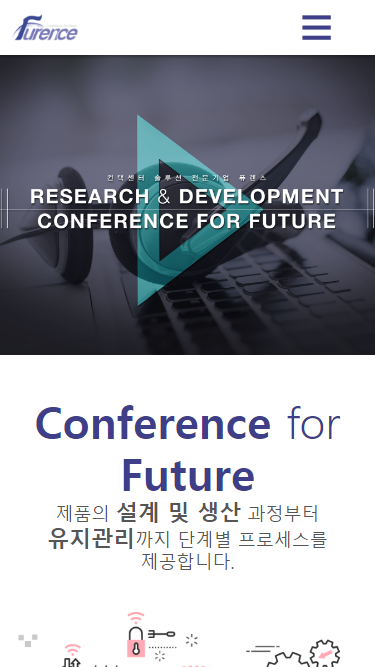 Furence
컨택센터 솔루션 전문기업 퓨렌스
RESEARCH & DEVELOPMENT
CONFERENCE FOR FUTURE
Conference for
Future
제품의 설계 및 생산 과정부터
유지관리까지 단계별 프로세스를
제공합니다.